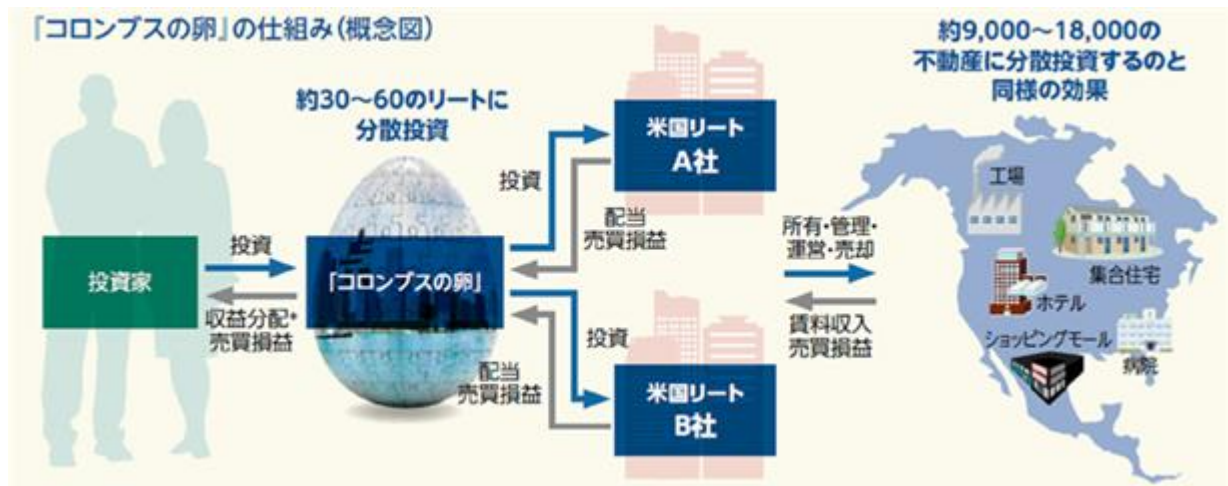 『コロンブスの卵』の仕組み(概念図)
約30～60のリートに
分散投資
約9,000～18,000の
不動産に分散投資するのと
同様の効果
投資家
投資
収益分配・
売買損益
『コロンブスの卵』
投資
配当
売買損益
投資
配当
売買損益
米国リート
A社
米国リート
B社
所有・管理・
運営・売却
賃料収入
売買損益
工場
集合住宅
ホテル
ショッピングモール
病院